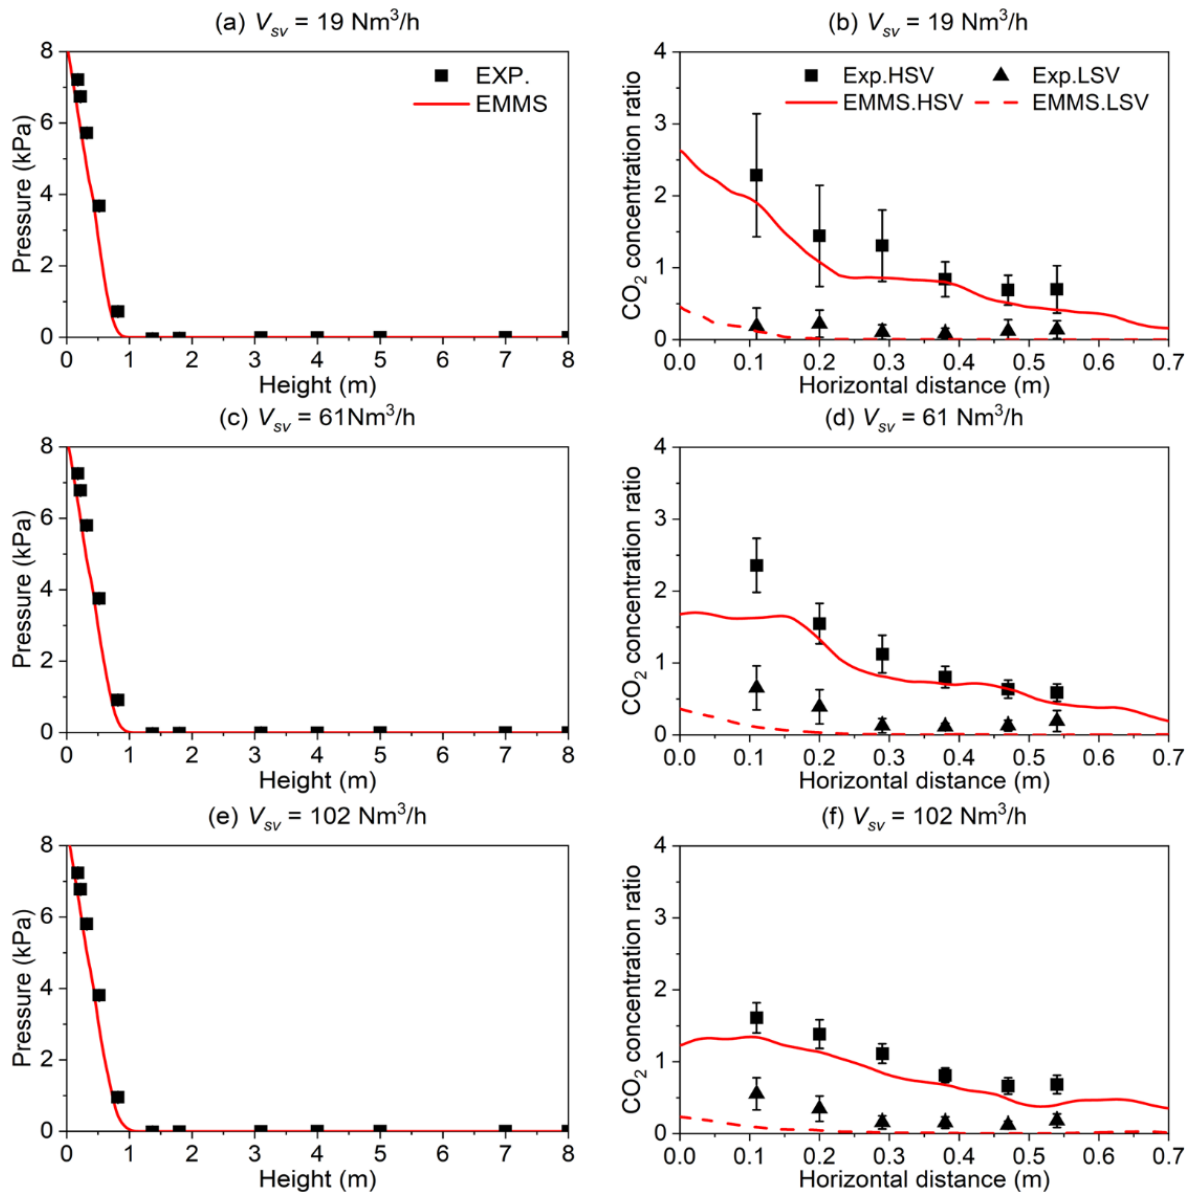 (a) V_sv = 19 Nm³/h
8
6
4
2
0
Pressure (kPa)
EXP.
EMMS
0 1 2 3 4 5 6 7 8
Height (m)
(b) V_sv = 19 Nm³/h
4
3
2
1
0
CO₂ concentration ratio
Exp.HSV Exp.LSV
EMMS.HSV EMMS.LSV
0.0 0.1 0.2 0.3 0.4 0.5 0.6 0.7
Horizontal distance (m)
(c) V_sv = 61Nm³/h
8
6
4
2
0
Pressure (kPa)
0 1 2 3 4 5 6 7 8
Height (m)
(d) V_sv = 61 Nm³/h
4
3
2
1
0
CO₂ concentration ratio
0.0 0.1 0.2 0.3 0.4 0.5 0.6 0.7
Horizontal distance (m)
(e) V_sv = 102 Nm³/h
8
6
4
2
0
Pressure (kPa)
0 1 2 3 4 5 6 7 8
Height (m)
(f) V_sv = 102 Nm³/h
4
3
2
1
0
CO₂ concentration ratio
0.0 0.1 0.2 0.3 0.4 0.5 0.6 0.7
Horizontal distance (m)